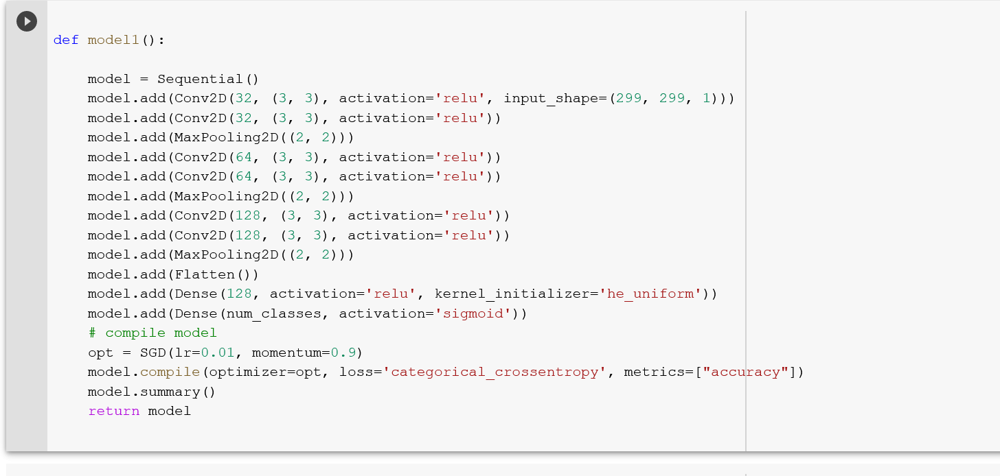 def model1():
model = Sequential()
model.add(Conv2D(32, (3, 3), activation='relu', input_shape=(299, 299, 1)))
model.add(Conv2D(32, (3, 3), activation='relu'))
model.add(MaxPooling2D((2, 2)))
model.add(Conv2D(64, (3, 3), activation='relu'))
model.add(Conv2D(64, (3, 3), activation='relu'))
model.add(MaxPooling2D((2, 2)))
model.add(Conv2D(128, (3, 3), activation='relu'))
model.add(Conv2D(128, (3, 3), activation='relu'))
model.add(MaxPooling2D((2, 2)))
model.add(Flatten())
model.add(Dense(128, activation='relu', kernel_initializer='he_uniform'))
model.add(Dense(num_classes, activation='sigmoid'))
# compile model
opt = SGD(lr=0.01, momentum=0.9)
model.compile(optimizer=opt, loss='categorical_crossentropy', metrics=["accuracy"])
model.summary()
return model